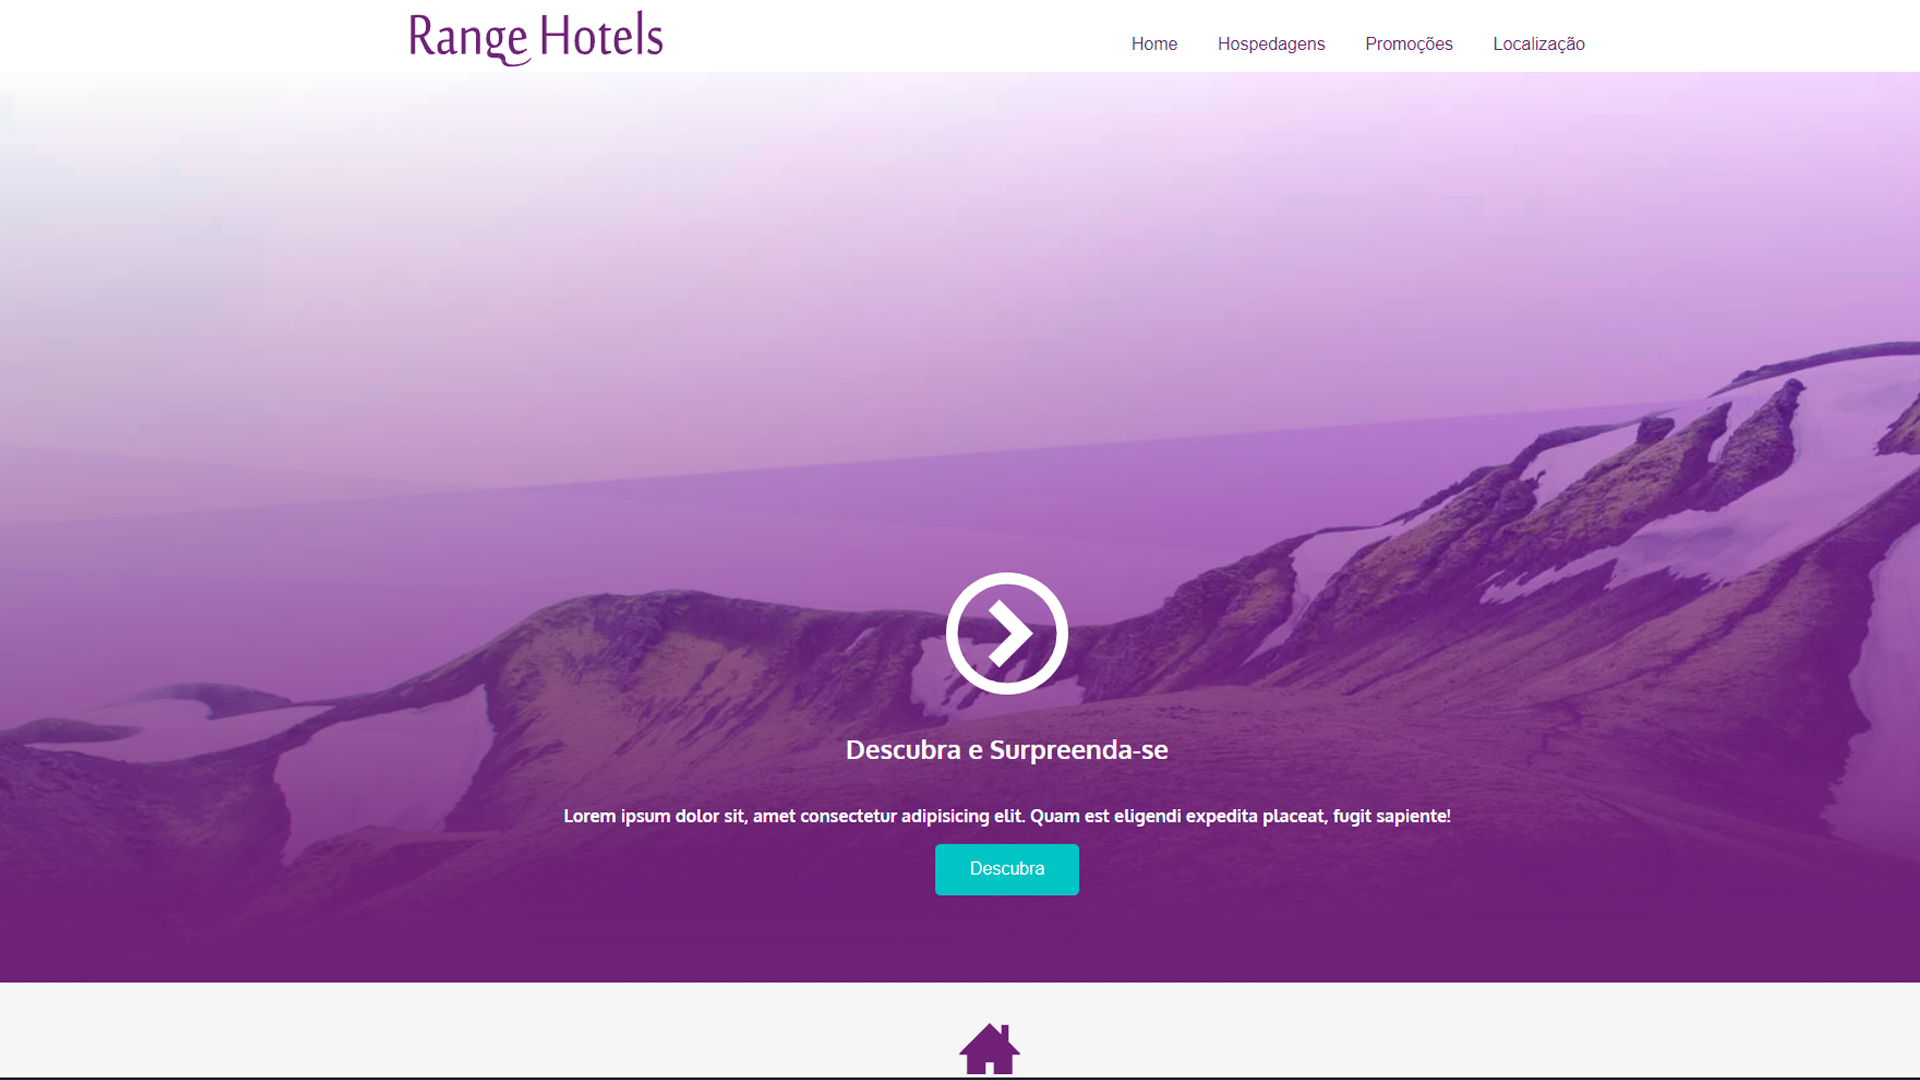 Range Hotels
Home Hospedagens Promoções Localização
Descubra e Surpreenda-se
Lorem ipsum dolor sit, amet consectetur adipisicing elit. Quam est eligendi expedita placeat, fugit sapiente!
Descubra